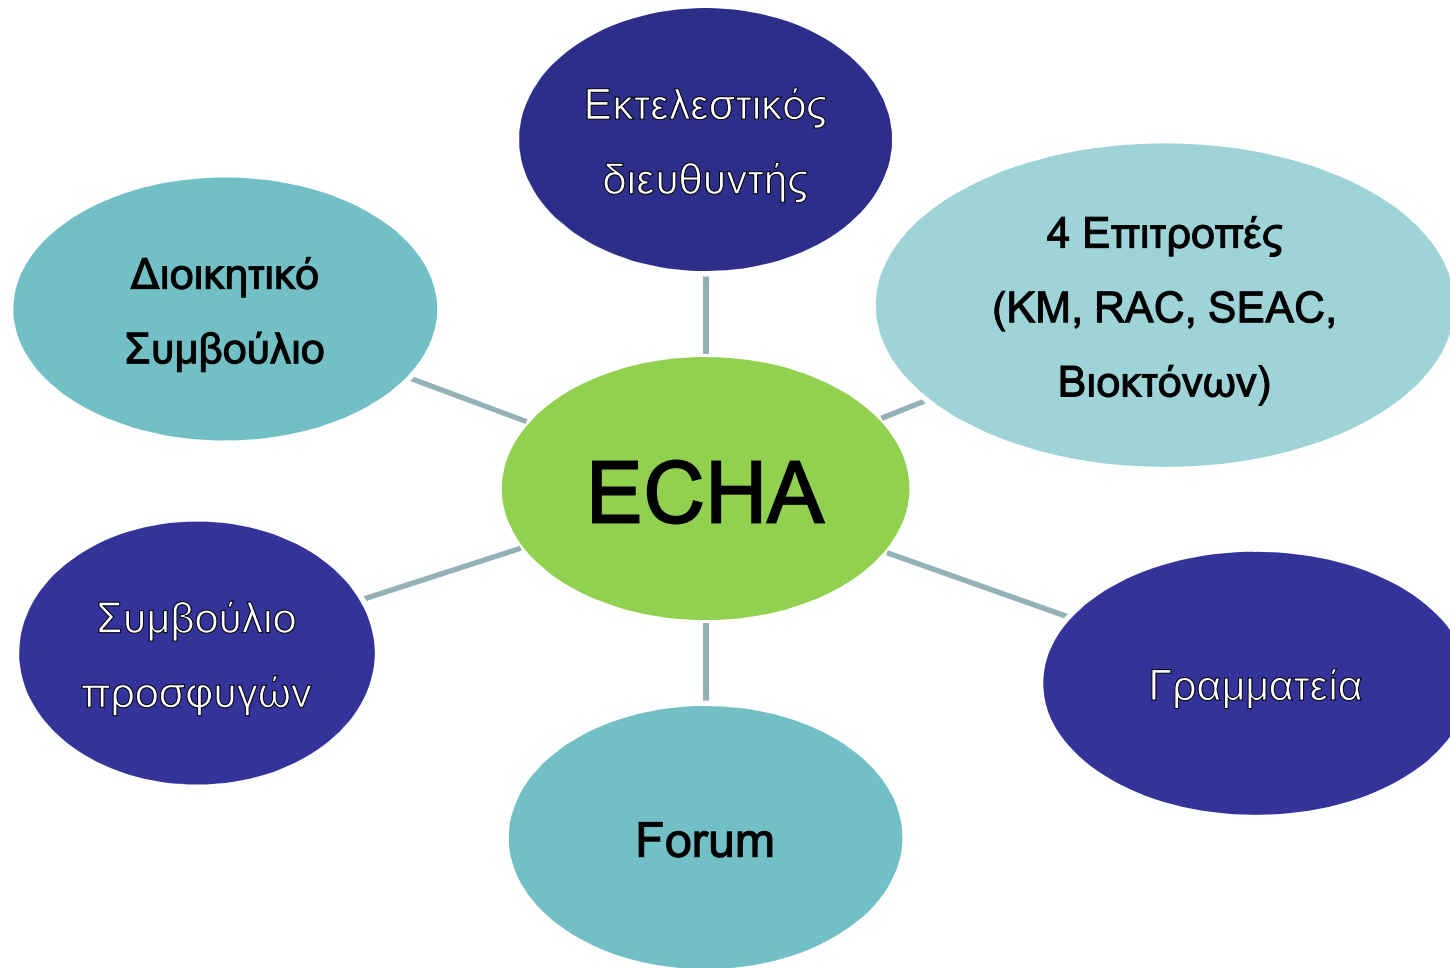 Εκτελεστικός
διευθυντής
4 Επιτροπές
(ΚΜ, RAC, SEAC,
Βιοκτόνων)
Διοικητικό
Συμβούλιο
ECHA
Συμβούλιο
προσφυγών
Γραμματεία
Forum